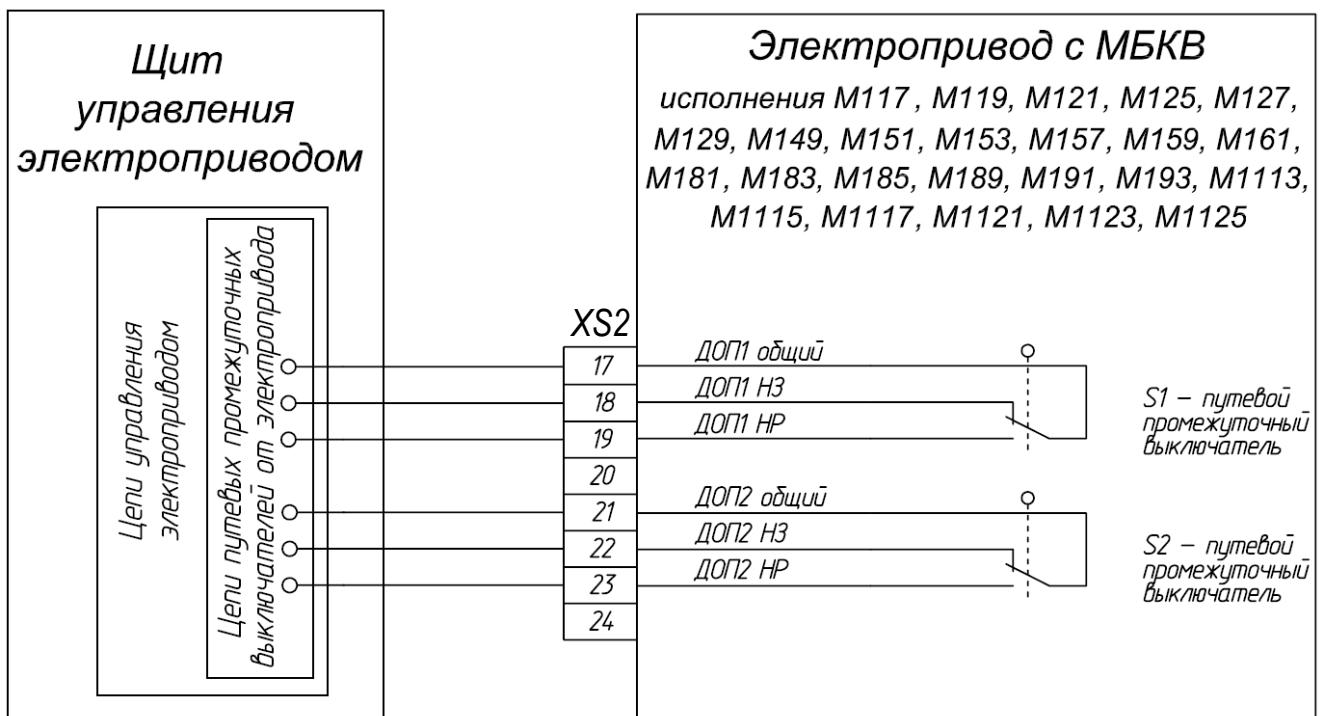 Щит
управления
электроприводом
Цепи управления
электроприводом
Цепи путевых промежуточных
выключателей от электропривода
XS2
17
18
19
20
21
22
23
24
Электропривод с МБКВ
исполнения М117, М119, М121, М125, М127,
М129, М149, М151, М153, М157, М159, М161,
М181, М183, М185, М189, М191, М193, М1113,
М1115, М1117, М1121, М1123, М1125
ДОП1 общий
ДОП1 НЗ
ДОП1 НР
S1 – путевой
промежуточный
выключатель
ДОП2 общий
ДОП2 НЗ
ДОП2 НР
S2 – путевой
промежуточный
выключатель